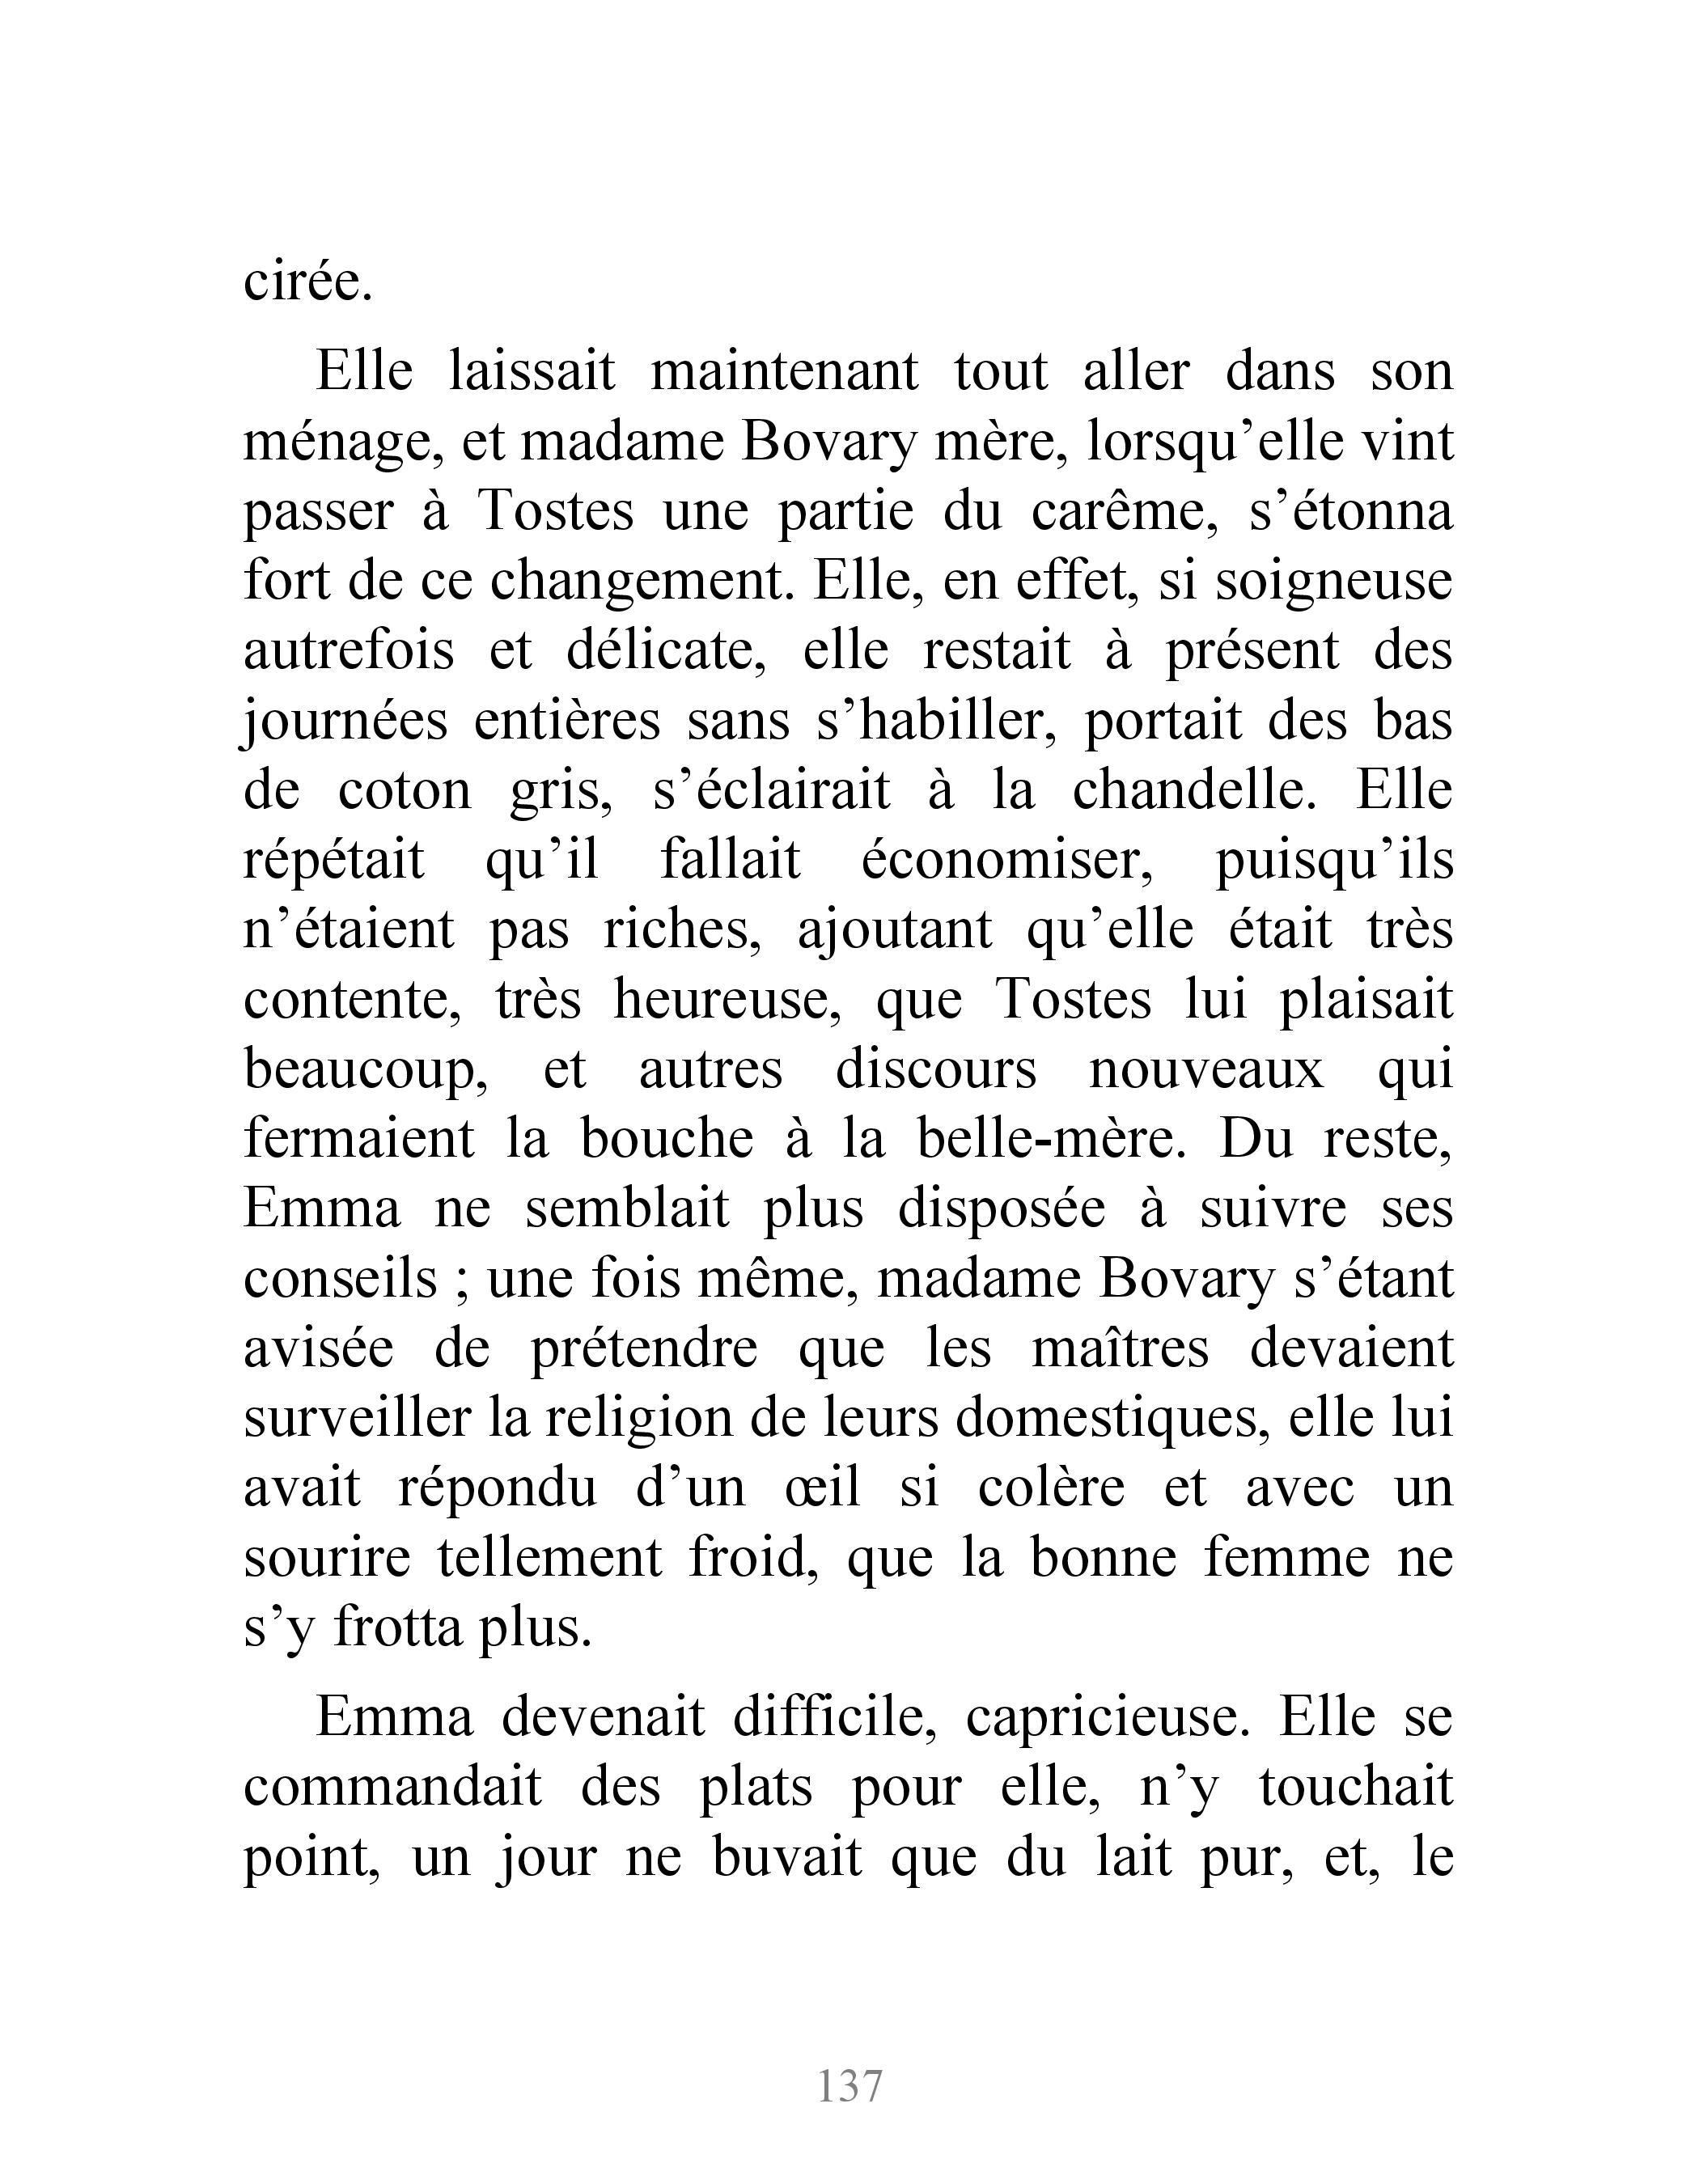 cirée.
Elle laissait maintenant tout aller dans son
ménage, et madame Bovary mère, lorsqu’elle vint
passer à Tostes une partie du carême, s’étonna
fort de ce changement. Elle, en effet, si soigneuse
autrefois et délicate, elle restait à présent des
journées entières sans s’habiller, portait des bas
de coton gris, s’éclairait à la chandelle. Elle
répétait qu’il fallait économiser, puisqu’ils
n’étaient pas riches, ajoutant qu’elle était très
contente, très heureuse, que Tostes lui plaisait
beaucoup, et autres discours nouveaux qui
fermaient la bouche à la belle-mère. Du reste,
Emma ne semblait plus disposée à suivre ses
conseils ; une fois même, madame Bovary s’étant
avisée de prétendre que les maîtres devaient
surveiller la religion de leurs domestiques, elle lui
avait répondu d’un œil si colère et avec un
sourire tellement froid, que la bonne femme ne
s’y frotta plus.
Emma devenait difficile, capricieuse. Elle se
commandait des plats pour elle, n’y touchait
point, un jour ne buvait que du lait pur, et, le
137